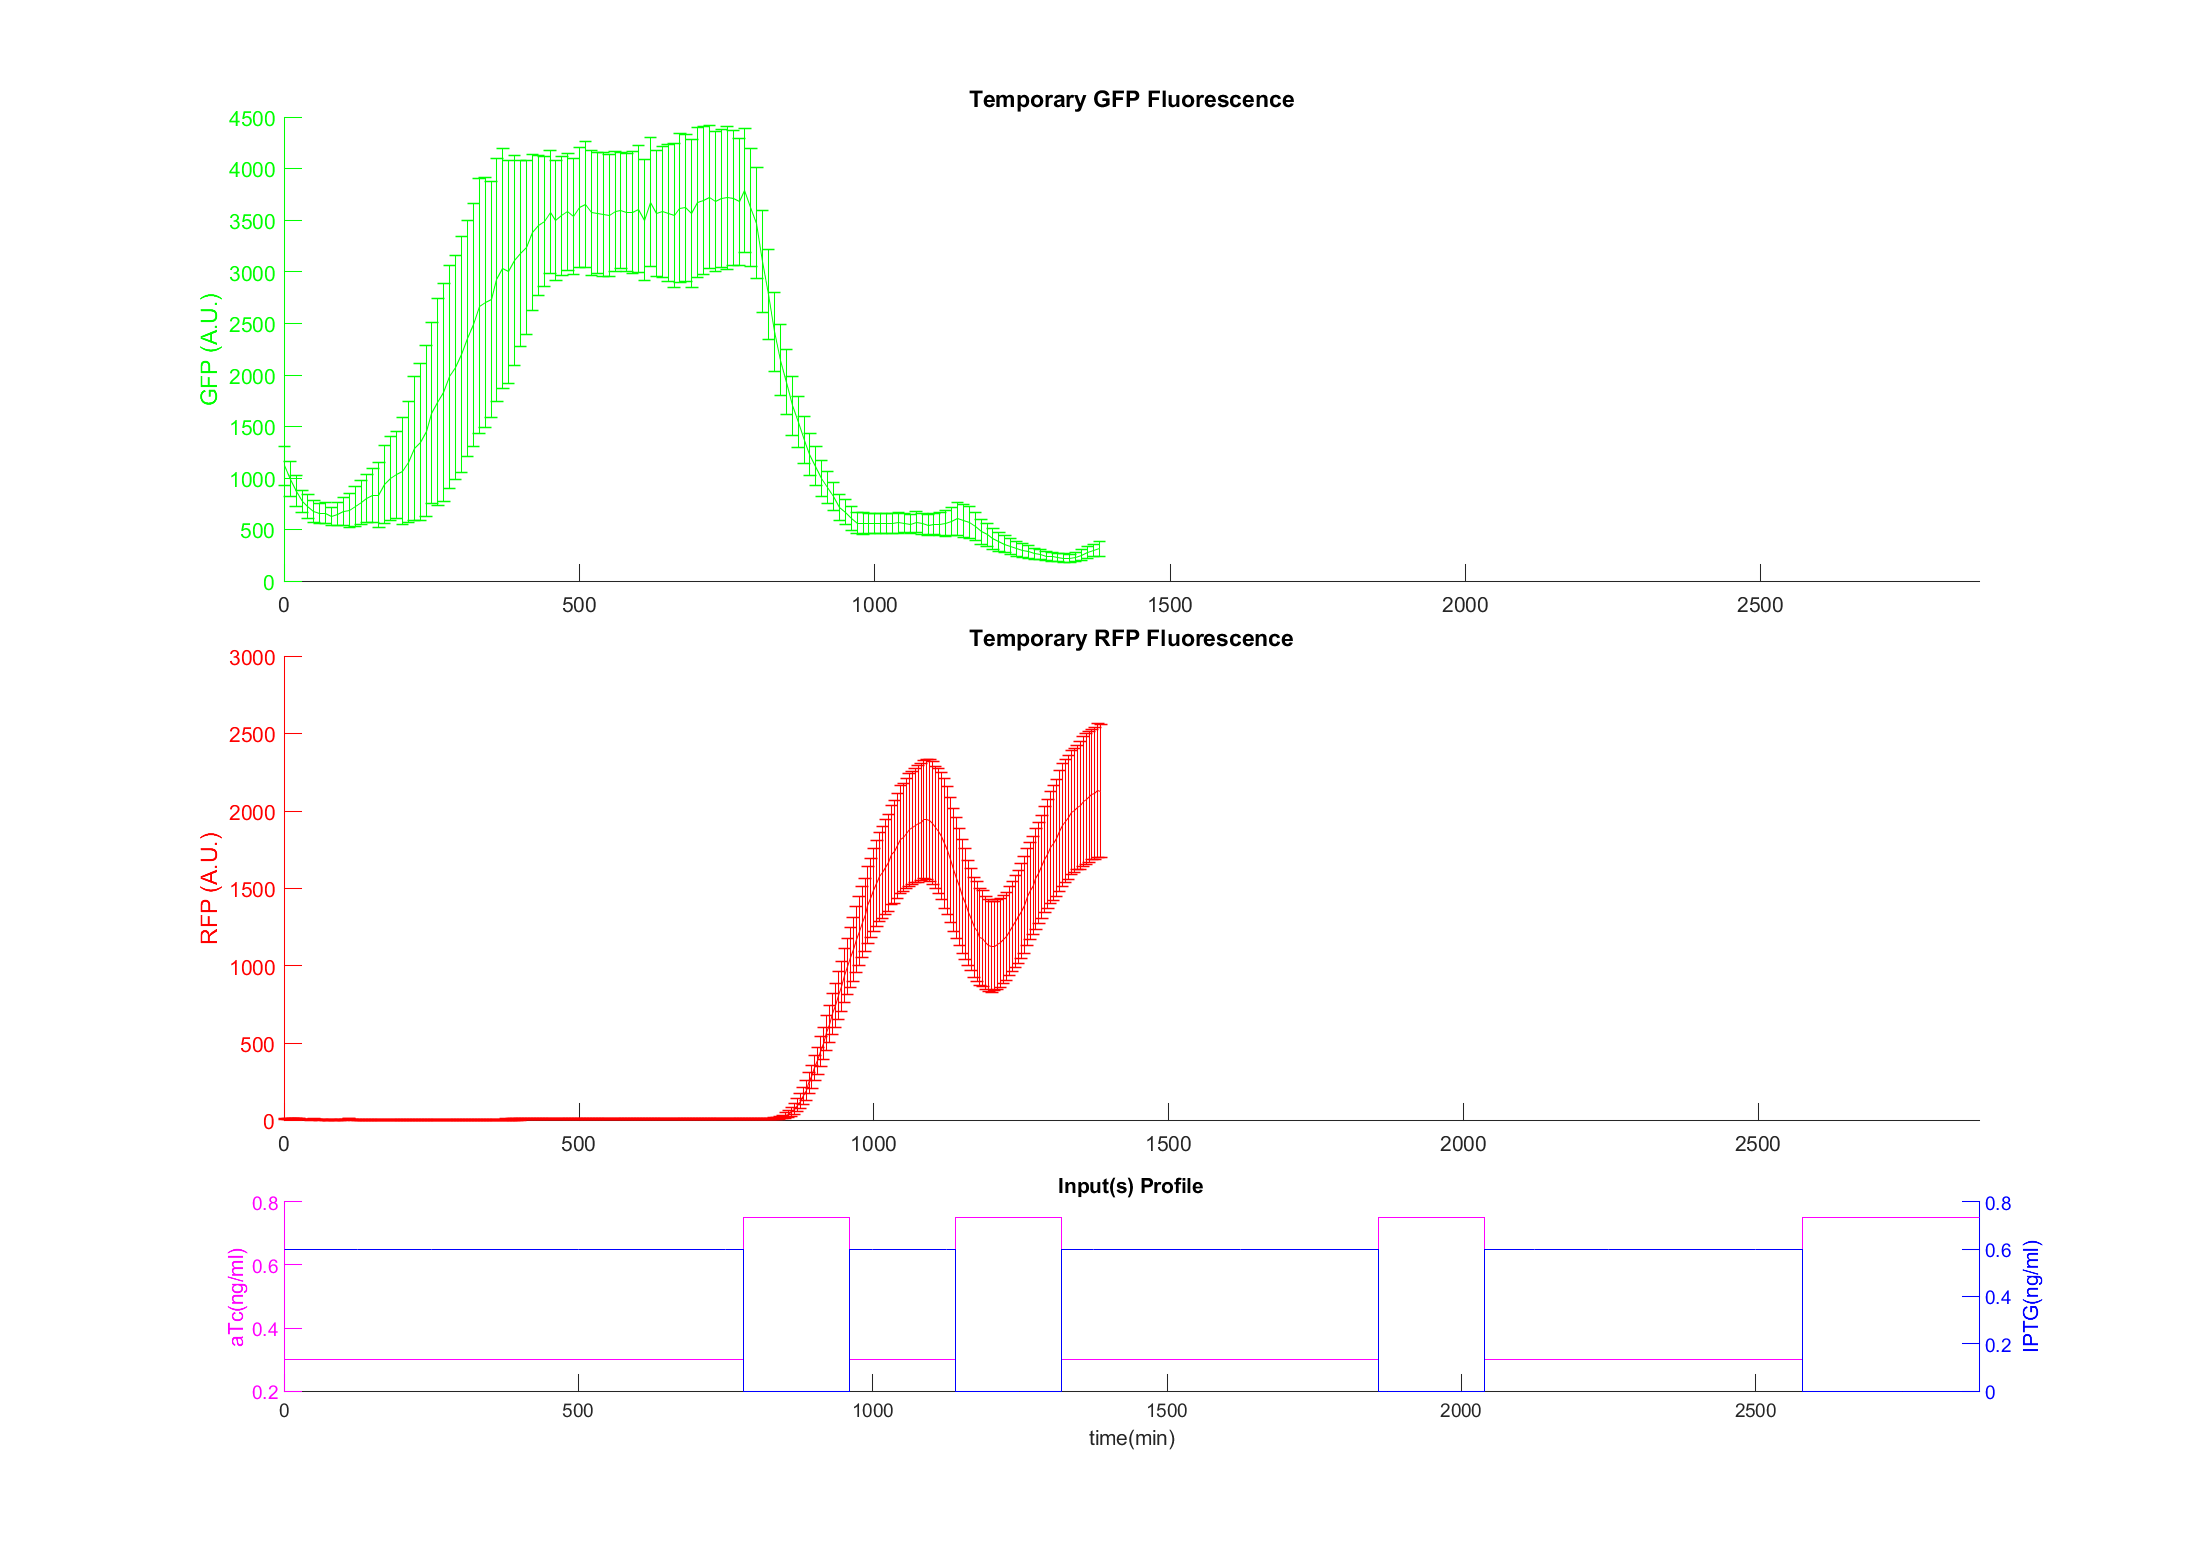 Temporary GFP Fluorescence
4500
4000
3500
3000
2500
2000
1500
1000
500
0
GFP (A.U.)
0 500 1000 1500 2000 2500
Temporary RFP Fluorescence
3000
2500
2000
1500
1000
500
0
RFP (A.U.)
0 500 1000 1500 2000 2500
Input(s) Profile
0.8
0.6
0.4
0.2
aTc(ng/ml)
0.8
0.6
0.4
0.2
0
IPTG(ng/ml)
0 500 1000 1500 2000 2500
time(min)